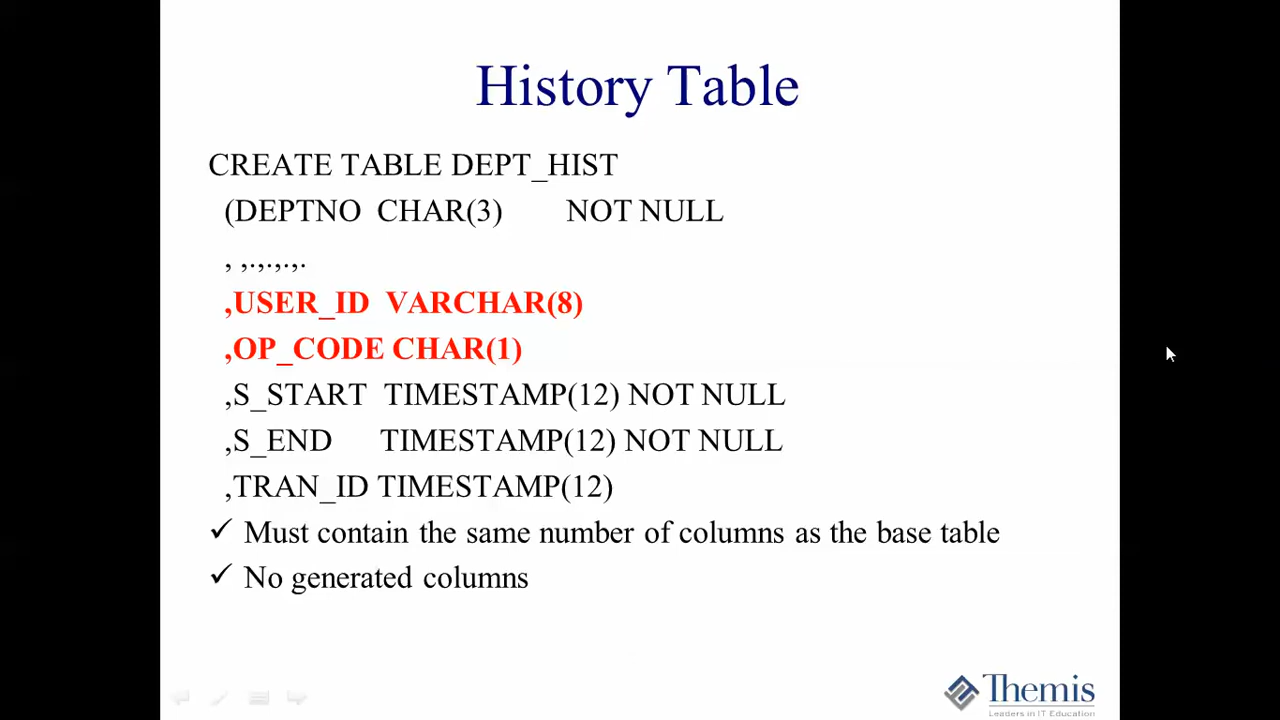 History Table
CREATE TABLE DEPT_HIST
(DEPTNO CHAR(3) NOT NULL
, ,.,.,.,.
,USER_ID VARCHAR(8)
,OP_CODE CHAR(1)
,S_START TIMESTAMP(12) NOT NULL
,S_END TIMESTAMP(12) NOT NULL
,TRAN_ID TIMESTAMP(12)
✓ Must contain the same number of columns as the base table
✓ No generated columns
Themis
Leaders in IT Education